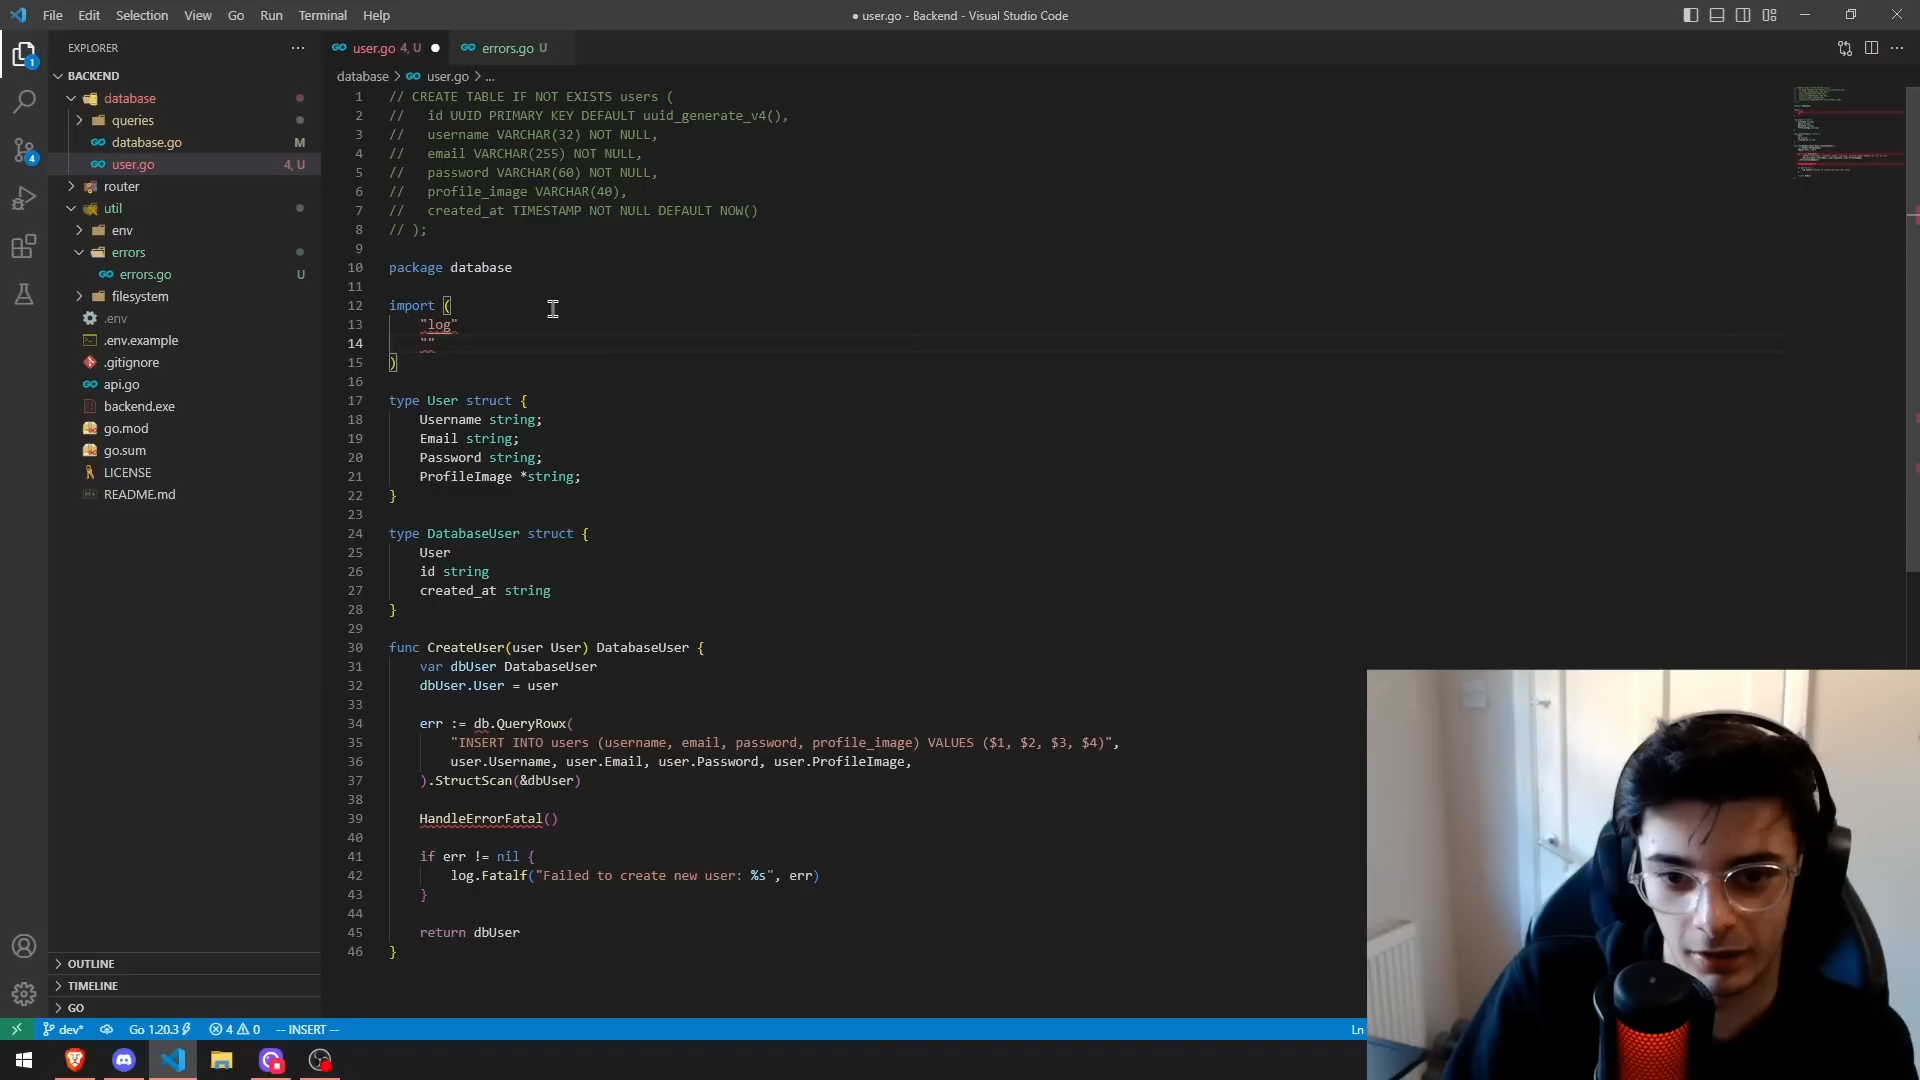 File Edit Selection View Go Run Terminal Help
● user.go - Backend - Visual Studio Code
EXPLORER
user.go 4, U
errors.go U
database > user.go > ...
BACKEND
database
queries
database.go M
user.go 4, U
router
util
env
errors
errors.go U
filesystem
.env
.env.example
.gitignore
api.go
backend.exe
go.mod
go.sum
LICENSE
README.md
OUTLINE
TIMELINE
GO
1 // CREATE TABLE IF NOT EXISTS users (
2 //   id UUID PRIMARY KEY DEFAULT uuid_generate_v4(),
3 //   username VARCHAR(32) NOT NULL,
4 //   email VARCHAR(255) NOT NULL,
5 //   password VARCHAR(60) NOT NULL,
6 //   profile_image VARCHAR(40),
7 //   created_at TIMESTAMP NOT NULL DEFAULT NOW()
8 // );
9
10 package database
11
12 import (
13     "log"
14     ""
15 )
16
17 type User struct {
18     Username string;
19     Email string;
20     Password string;
21     ProfileImage *string;
22 }
23
24 type DatabaseUser struct {
25     User
26     id string
27     created_at string
28 }
29
30 func CreateUser(user User) DatabaseUser {
31     var dbUser DatabaseUser
32     dbUser.User = user
33
34     err := db.QueryRowx(
35         "INSERT INTO users (username, email, password, profile_image) VALUES ($1, $2, $3, $4)",
36         user.Username, user.Email, user.Password, user.ProfileImage,
37     ).StructScan(&dbUser)
38
39     HandleErrorFatal()
40
41     if err != nil {
42         log.Fatalf("Failed to create new user: %s", err)
43     }
44
45     return dbUser
46 }
1
4
dev* Go 1.20.3 4 0 -- INSERT -- Ln